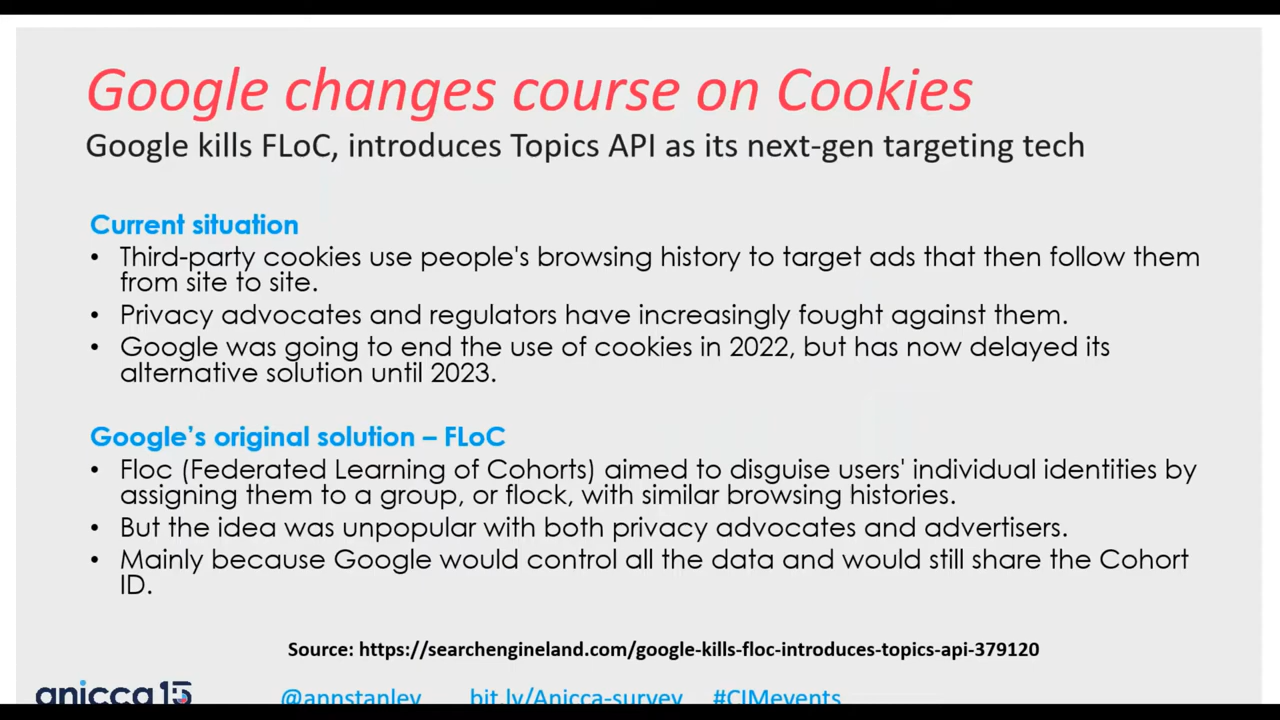 Google changes course on Cookies
Google kills FLoC, introduces Topics API as its next-gen targeting tech
Current situation
• Third-party cookies use people's browsing history to target ads that then follow them
from site to site.
• Privacy advocates and regulators have increasingly fought against them.
• Google was going to end the use of cookies in 2022, but has now delayed its
alternative solution until 2023.
Google’s original solution – FLoC
• Floc (Federated Learning of Cohorts) aimed to disguise users' individual identities by
assigning them to a group, or flock, with similar browsing histories.
• But the idea was unpopular with both privacy advocates and advertisers.
• Mainly because Google would control all the data and would still share the Cohort
ID.
Source: https://searchengineland.com/google-kills-floc-introduces-topics-api-379120
anicca 15 @annstanley bit.ly/Anicca-survey #CIMevents